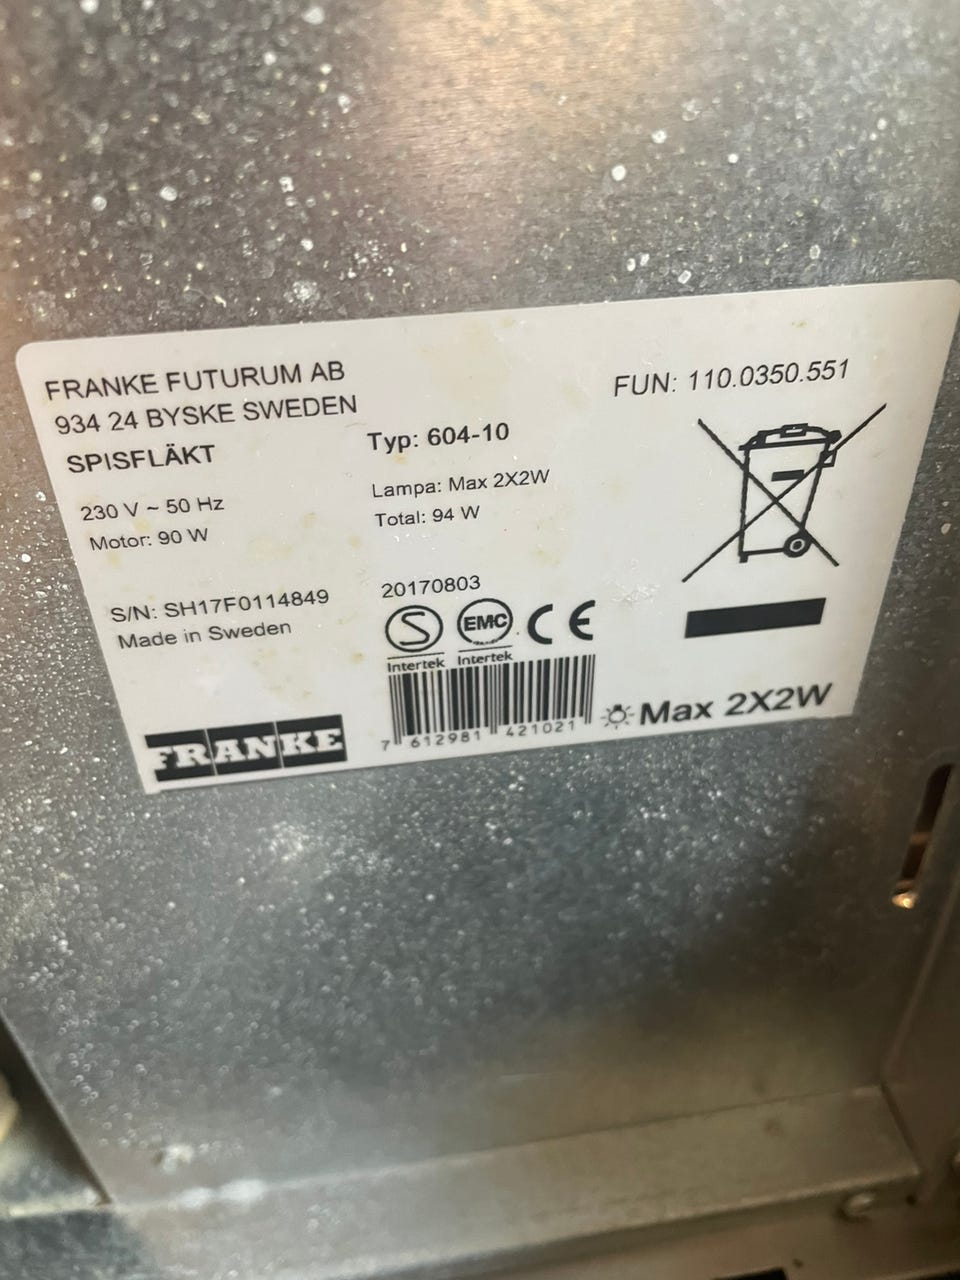 FRANKE FUTURUM AB
934 24 BYSKE SWEDEN
SPISFLÄKT
230 V ~ 50 Hz
Motor: 90 W
S/N: SH17F0114849
Made in Sweden
FRANKE
Typ: 604-10
Lampa: Max 2X2W
Total: 94 W
20170803
S
Intertek
EMC
Intertek
CE
7 612981 421021
FUN: 110.0350.551
Max 2X2W